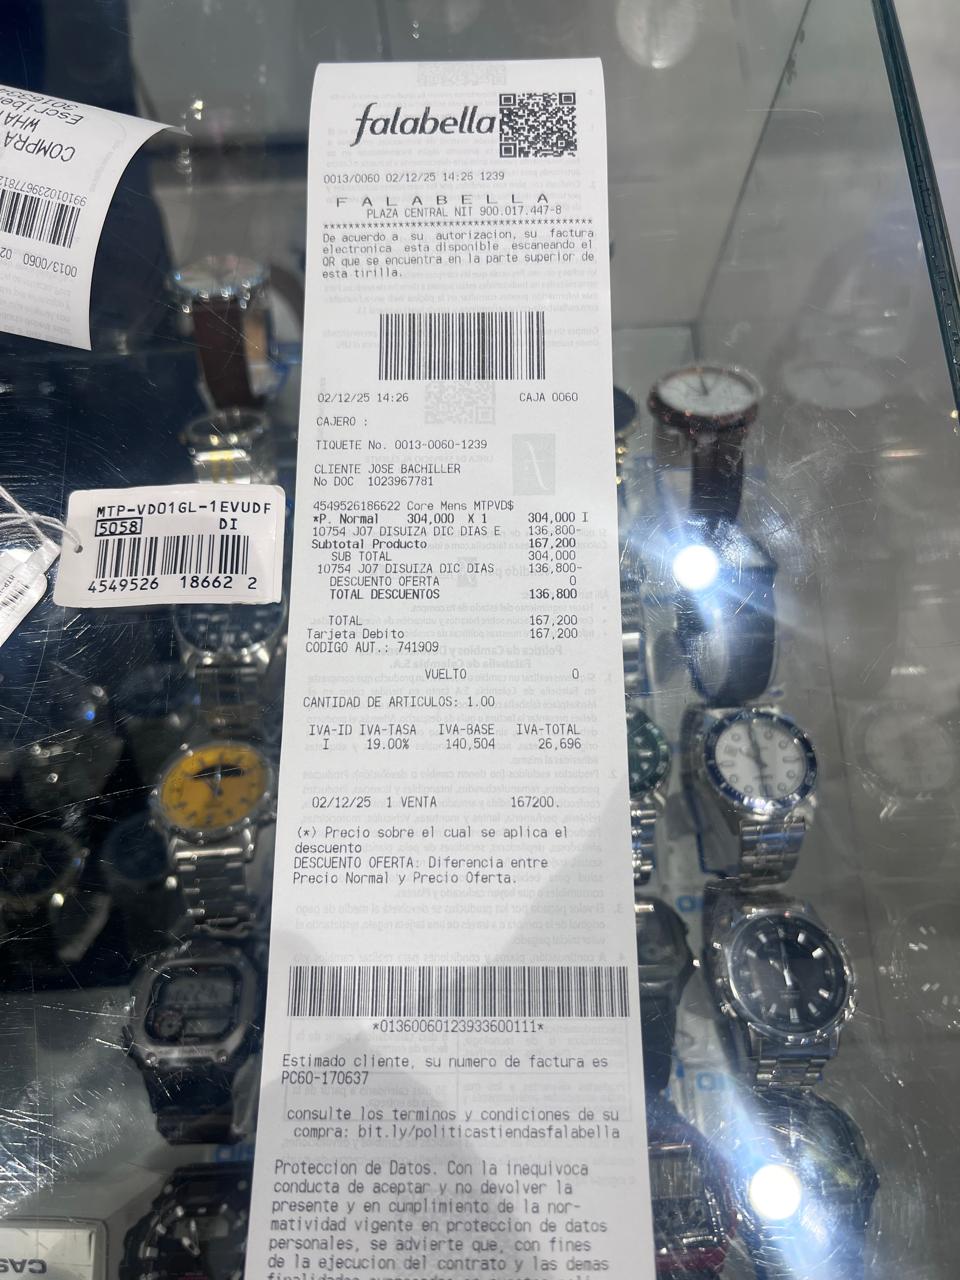 falabella
0013/0060 02/12/25 14:26 1239
F A L A B E L L A
PLAZA CENTRAL NIT 900.017.447-8
****************************************
De acuerdo a su autorizacion, su factura
electronica esta disponible escaneando el
QR que se encuentra en la parte superior de
esta tirilla.
02/12/25 14:26 CAJA 0060
CAJERO :
TIQUETE No. 0013-0060-1239
CLIENTE JOSE BACHILLER
No DOC 1023967781
4549526186622 Core Mens MTPVD$
*P. Normal 304,000 X 1 304,000 I
10754 J07 DISUIZA DIC DIAS E 136,800-
Subtotal Producto 167,200
SUB TOTAL 304,000
10754 J07 DISUIZA DIC DIAS 136,800-
DESCUENTO OFERTA 0
TOTAL DESCUENTOS 136,800
TOTAL 167,200
Tarjeta Debito 167,200
CODIGO AUT.: 741909
VUELTO 0
CANTIDAD DE ARTICULOS: 1.00
IVA-ID IVA-TASA IVA-BASE IVA-TOTAL
I 19.00% 140,504 26,696
02/12/25 1 VENTA 167200.
(*) Precio sobre el cual se aplica el
descuento
DESCUENTO OFERTA: Diferencia entre
Precio Normal y Precio Oferta.
*01360060123933600111*
Estimado cliente, su numero de factura es
PC60-170637
consulte los terminos y condiciones de su
compra: bit.ly/politicastiendasfalabella
Proteccion de Datos. Con la inequivoca
conducta de aceptar y no devolver la
presente y en cumplimiento de la nor-
matividad vigente en proteccion de datos
personales, se advierte que, con fines
de la ejecucion del contrato y las demas
MTP-VD01GL-1EVUDF
5058 DI
4549526 18662 2
COMPRA
0013/0060 02